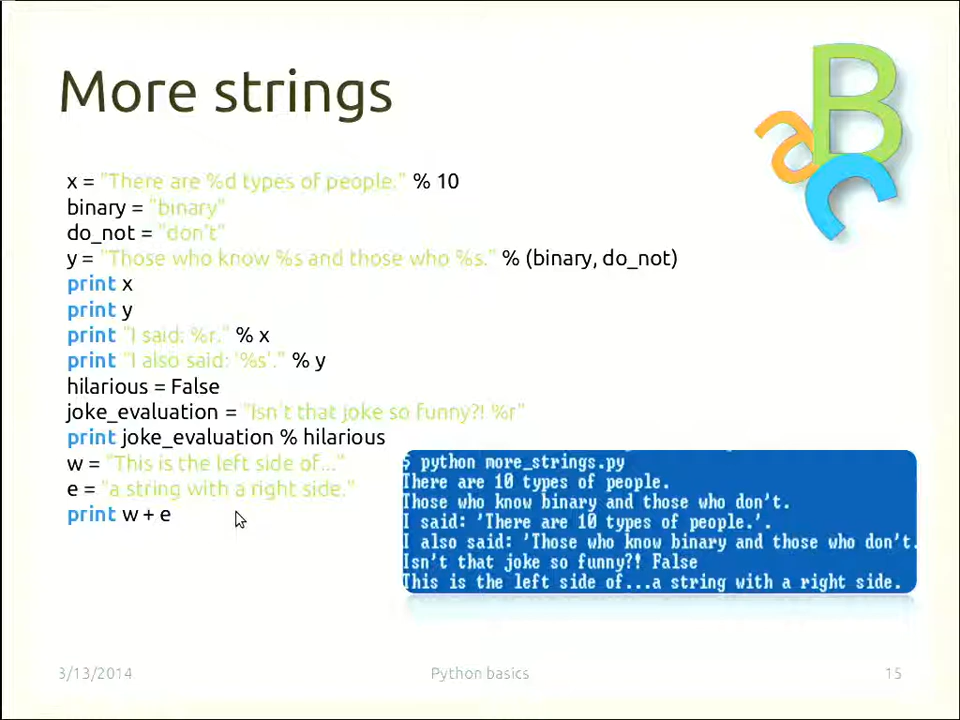 More strings
a
B
C
x = "There are %d types of people." % 10
binary = "binary"
do_not = "don't"
y = "Those who know %s and those who %s." % (binary, do_not)
print x
print y
print "I said: %r." % x
print "I also said: '%s'." % y
hilarious = False
joke_evaluation = "Isn't that joke so funny?! %r"
print joke_evaluation % hilarious
w = "This is the left side of..."
e = "a string with a right side."
print w + e
$ python more_strings.py
There are 10 types of people.
Those who know binary and those who don't.
I said: 'There are 10 types of people.'.
I also said: 'Those who know binary and those who don't.
Isn't that joke so funny?! False
This is the left side of...a string with a right side.
3/13/2014
Python basics
15